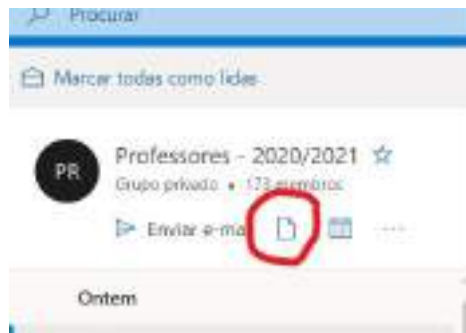 Procurar
Marcar todas como lidas
PR
Professores - 2020/2021
Grupo privado • 173 membros
Enviar e-ma
Ontem